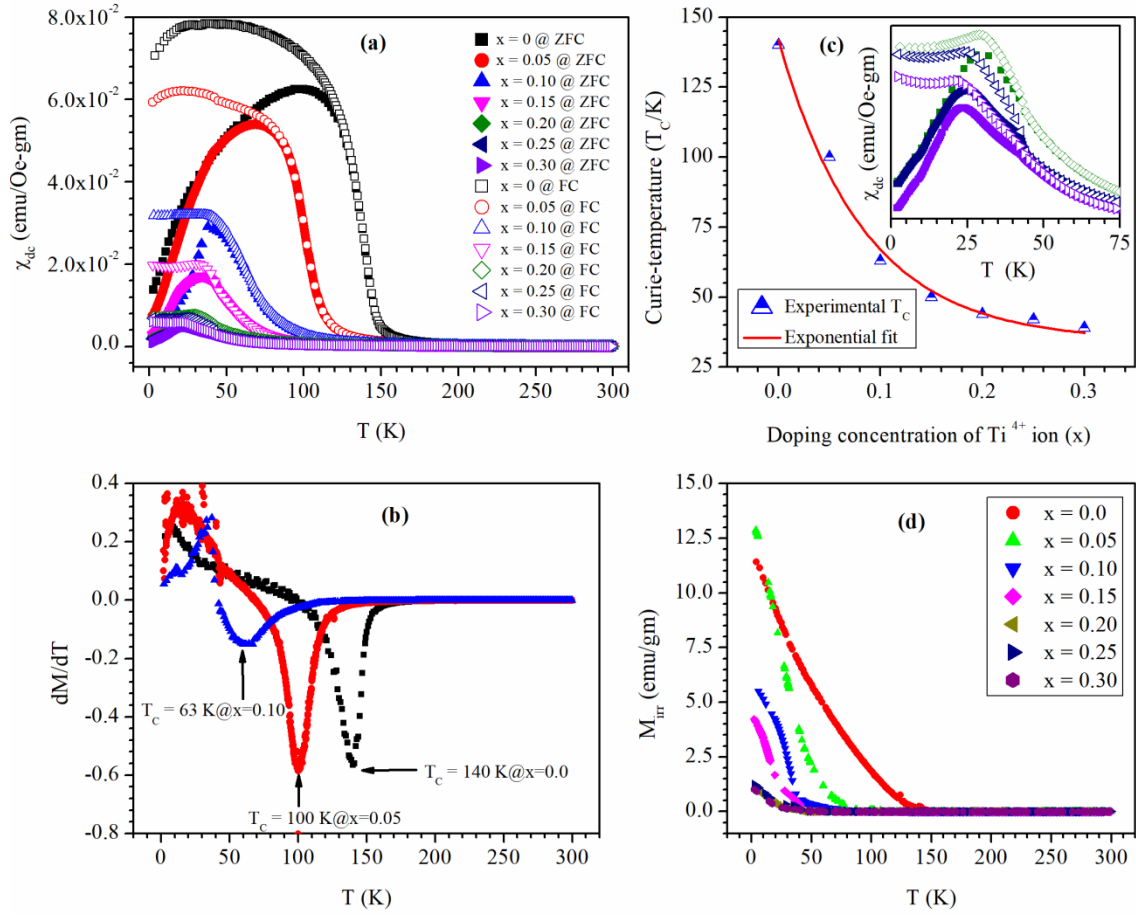 8.0x10⁻²
6.0x10⁻²
4.0x10⁻²
2.0x10⁻²
0.0
χdc (emu/Oe-gm)
(a)
x = 0 @ ZFC
x = 0.05 @ ZFC
x = 0.10 @ ZFC
x = 0.15 @ ZFC
x = 0.20 @ ZFC
x = 0.25 @ ZFC
x = 0.30 @ ZFC
x = 0 @ FC
x = 0.05 @ FC
x = 0.10 @ FC
x = 0.15 @ FC
x = 0.20 @ FC
x = 0.25 @ FC
x = 0.30 @ FC
0 50 100 150 200 250 300
T (K)
150
125
100
75
50
25
Curie-temperature (TC/K)
(c)
χdc (emu/Oe-gm)
0 25 50 75
T (K)
Experimental TC
Exponential fit
0.0 0.1 0.2 0.3
Doping concentration of Ti 4+ ion (x)
0.4
0.2
0.0
-0.2
-0.4
-0.6
-0.8
dM/dT
(b)
TC = 63 K@x=0.10
TC = 140 K@x=0.0
TC = 100 K@x=0.05
0 50 100 150 200 250 300
T (K)
15.0
12.5
10.0
7.5
5.0
2.5
0.0
Mirr (emu/gm)
(d)
x = 0.0
x = 0.05
x = 0.10
x = 0.15
x = 0.20
x = 0.25
x = 0.30
0 50 100 150 200 250 300
T (K)